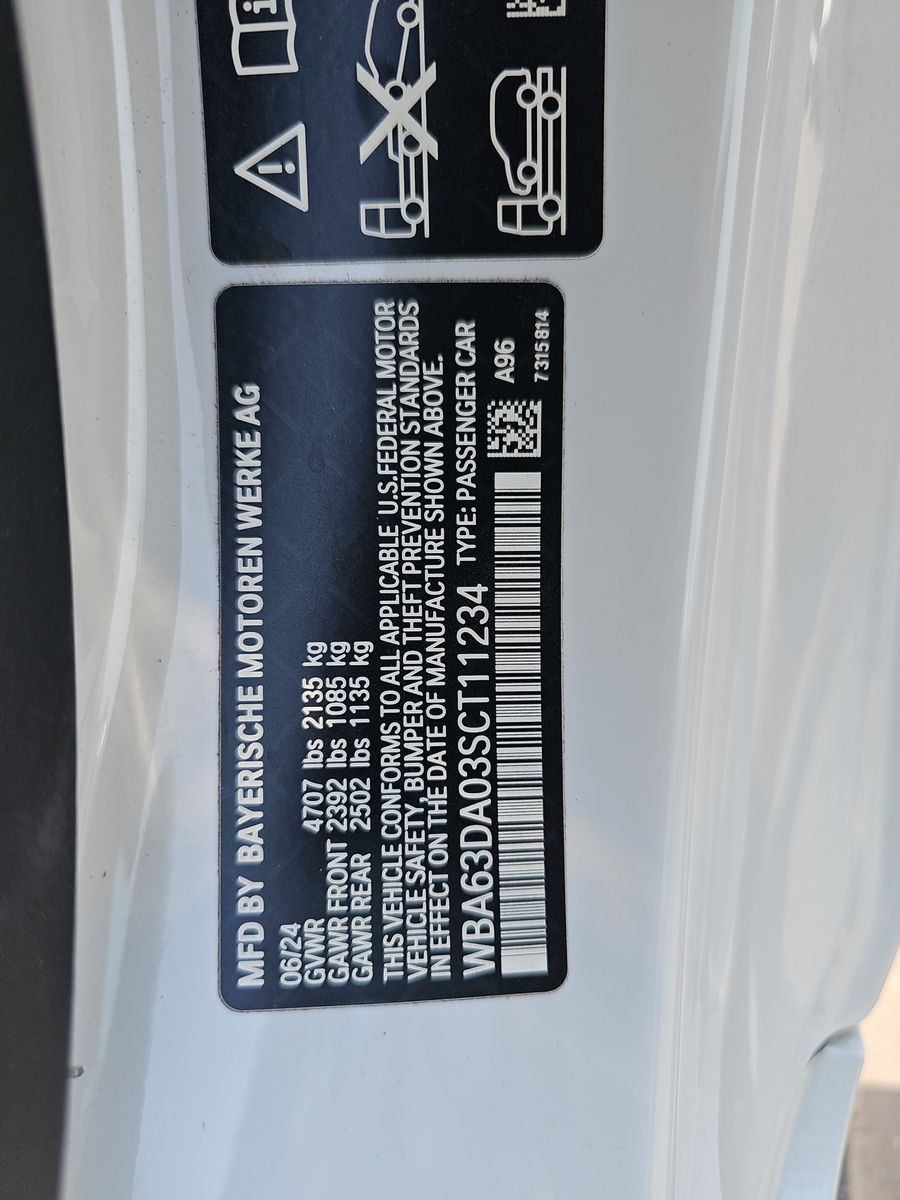 MFD BY BAYERISCHE MOTOREN WERKE AG
06/24
GVWR 4707 lbs 2135 kg
GAWR FRONT 2392 lbs 1085 kg
GAWR REAR 2502 lbs 1135 kg
THIS VEHICLE CONFORMS TO ALL APPLICABLE U.S.FEDERAL MOTOR
VEHICLE SAFETY, BUMPER AND THEFT PREVENTION STANDARDS
IN EFFECT ON THE DATE OF MANUFACTURE SHOWN ABOVE.
WBA63DA03SCT11234 TYPE: PASSENGER CAR
A96
7315814